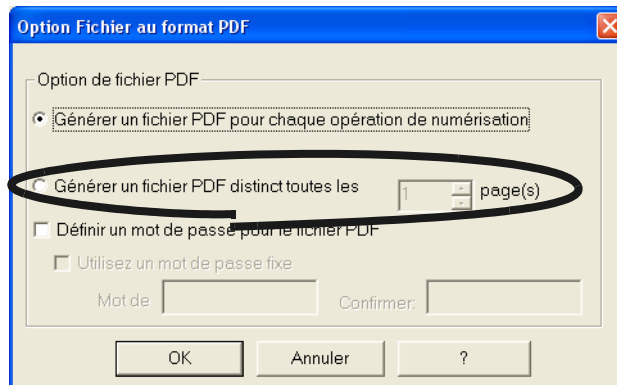 Option Fichier au format PDF
Option de fichier PDF
Générer un fichier PDF pour chaque opération de numérisation
Générer un fichier PDF distinct toutes les 1 page(s)
Définir un mot de passe pour le fichier PDF
Utilisez un mot de passe fixe
Mot de Confirmer:
OK Annuler ?